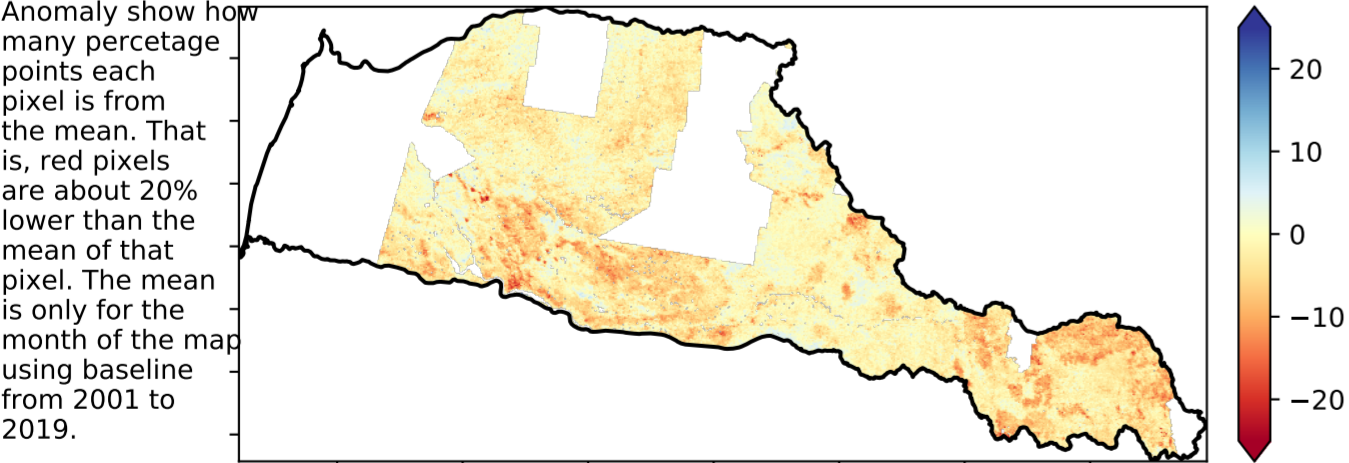 Anomaly show how
many percetage
points each
pixel is from
the mean. That
is, red pixels
are about 20%
lower than the
mean of that
pixel. The mean
is only for the
month of the map
using baseline
from 2001 to
2019.
20
10
0
−10
−20